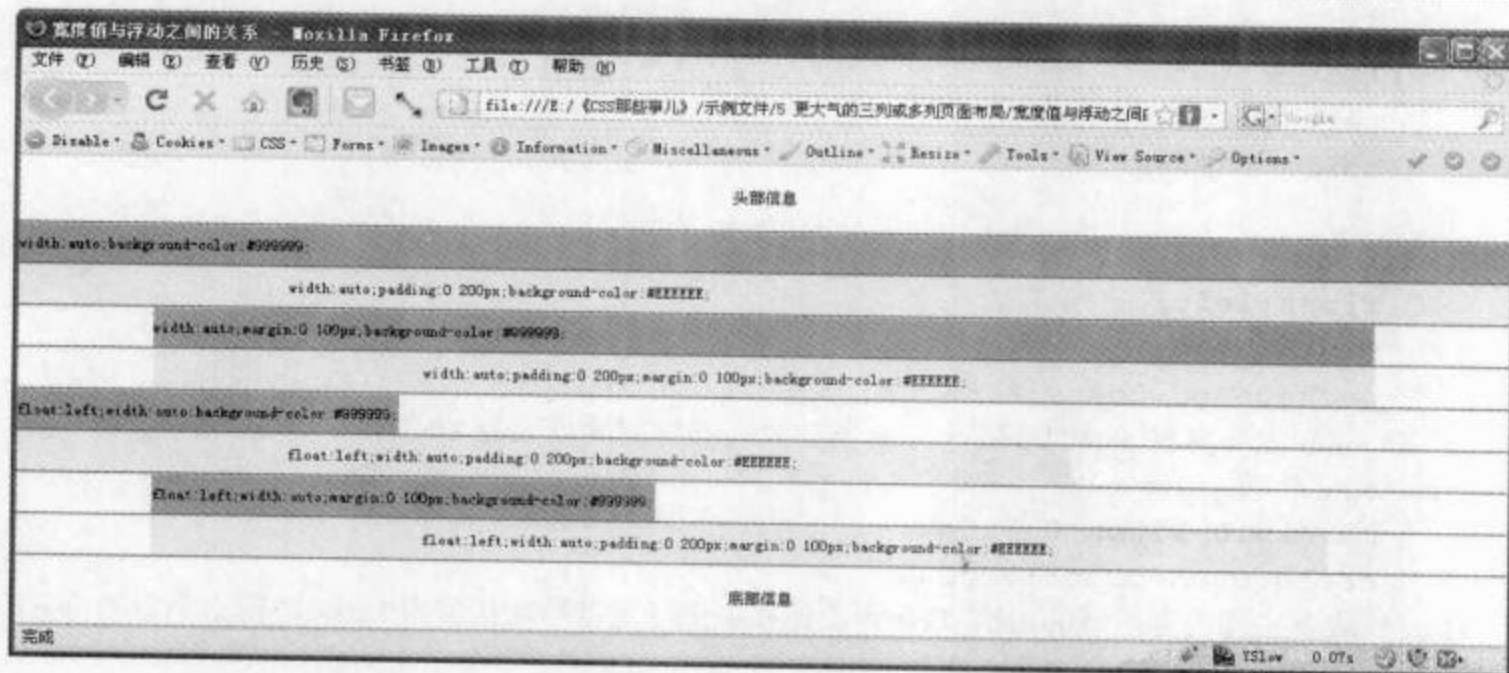 宽度值与浮动之间的关系 - Mozilla Firefox
文件 (F) 编辑 (E) 查看 (V) 历史 (S) 书签 (B) 工具 (T) 帮助 (H)
file:///E:/《CSS那些事儿》/示例文件/5 更大气的三列或多列页面布局/宽度值与浮动之间 Google
Disable Cookies CSS Forms Images Information Miscellaneous Outline Resize Tools View Source Options
头部信息
width:auto;background-color:#999999;
width:auto;padding:0 200px;background-color:#EEEEEE;
width:auto;margin:0 100px;background-color:#999999;
width:auto;padding:0 200px;margin:0 100px;background-color:#EEEEEE;
float:left;width:auto;background-color:#999999;
float:left;width:auto;padding:0 200px;background-color:#EEEEEE;
float:left;width:auto;margin:0 100px;background-color:#999999;
float:left;width:auto;padding:0 200px;margin:0 100px;background-color:#EEEEEE;
底部信息
完成 YSlow 0.07s